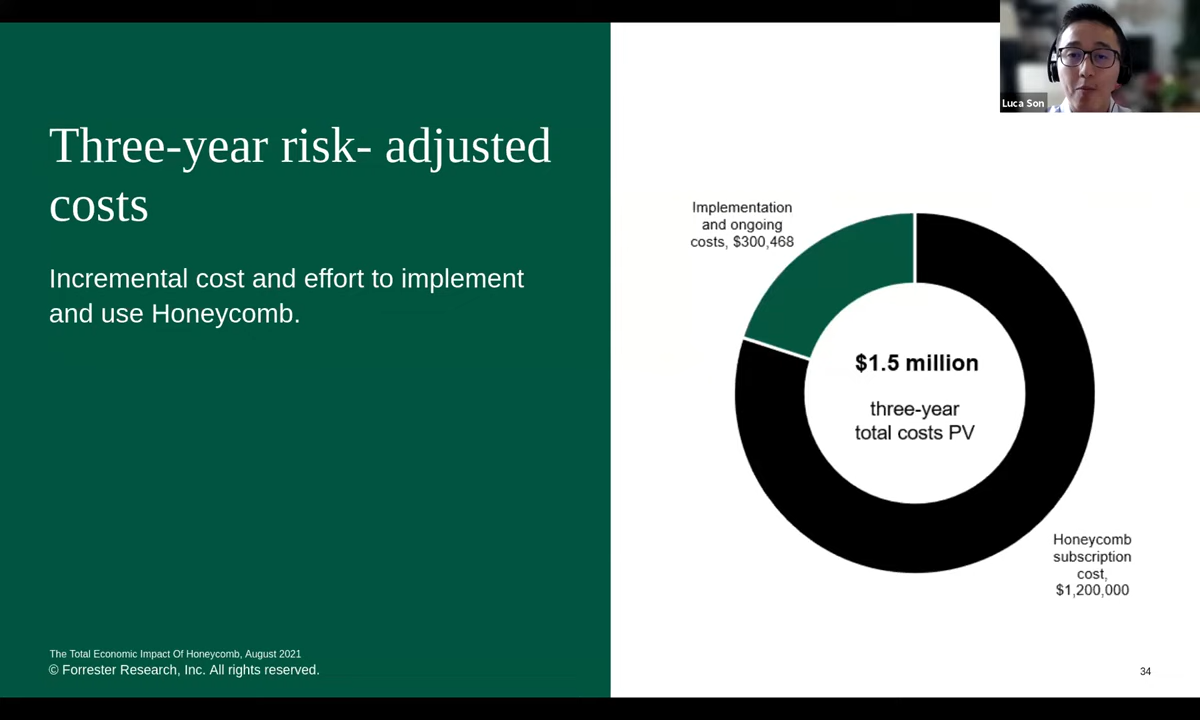 Three-year risk- adjusted
costs
Incremental cost and effort to implement
and use Honeycomb.
The Total Economic Impact Of Honeycomb, August 2021
© Forrester Research, Inc. All rights reserved.
Luca Son
Implementation
and ongoing
costs, $300,468
$1.5 million
three-year
total costs PV
Honeycomb
subscription
cost,
$1,200,000
34